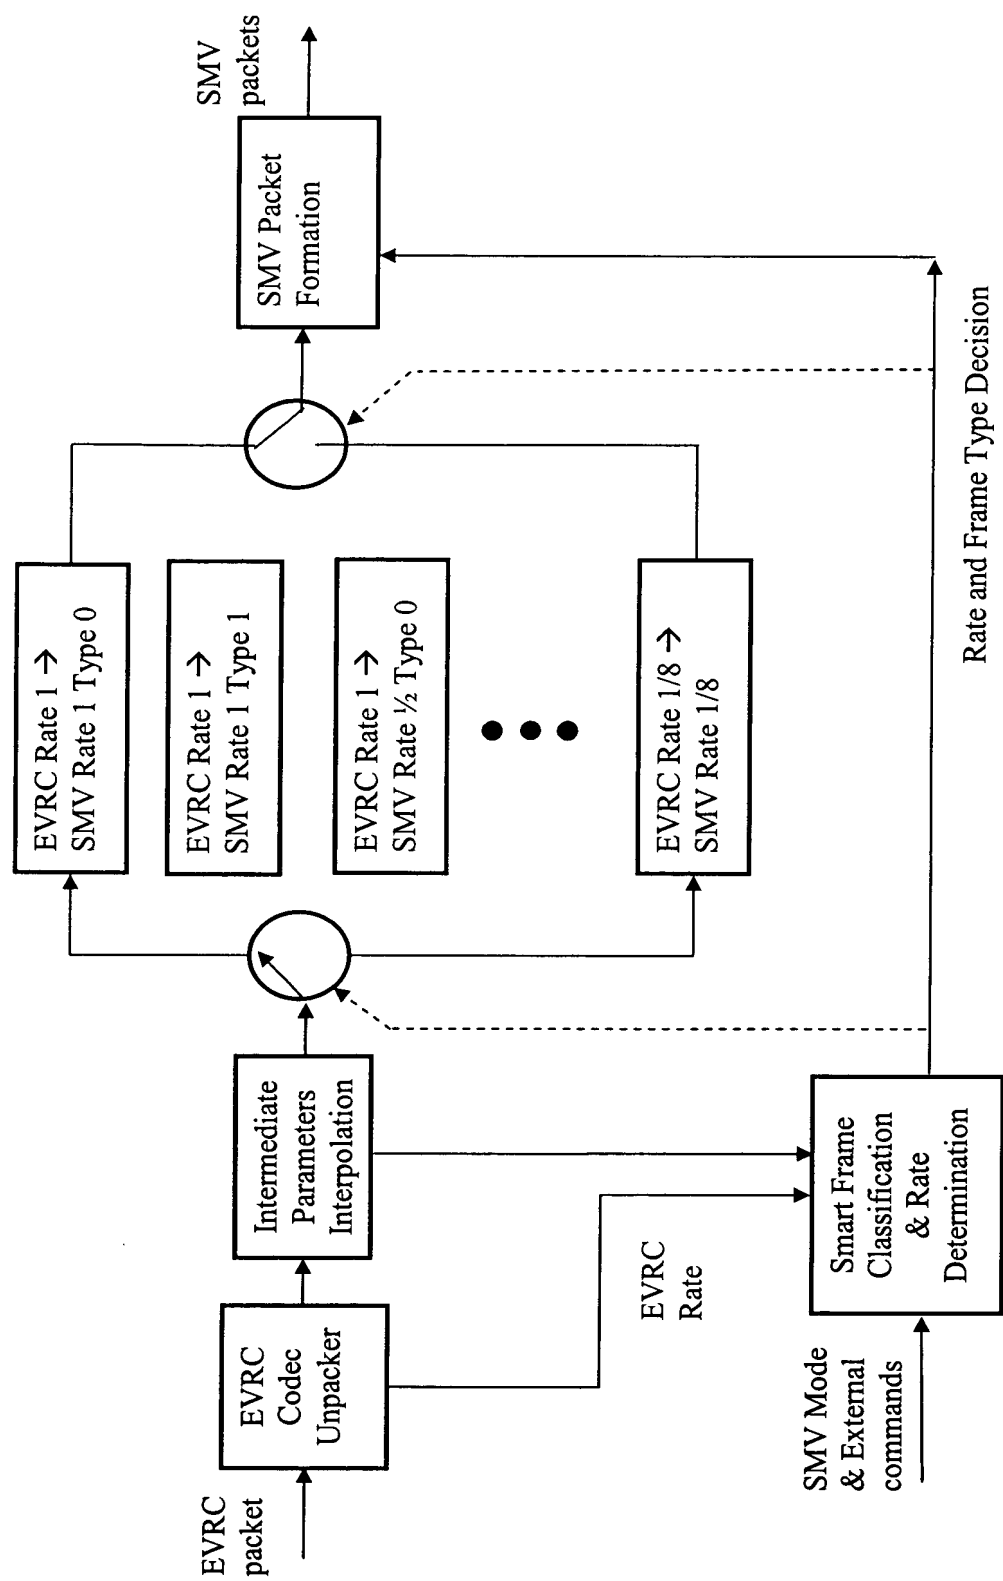 EVRC
packet
EVRC
Codec
Unpacker
Intermediate
Parameters
Interpolation
EVRC Rate 1 →
SMV Rate 1 Type 0
EVRC Rate 1 →
SMV Rate 1 Type 1
EVRC Rate 1 →
SMV Rate ½ Type 0
EVRC Rate 1/8 →
SMV Rate 1/8
SMV Packet
Formation
SMV
packets
EVRC
Rate
SMV Mode
& External
commands
Smart Frame
Classification
& Rate
Determination
Rate and Frame Type Decision